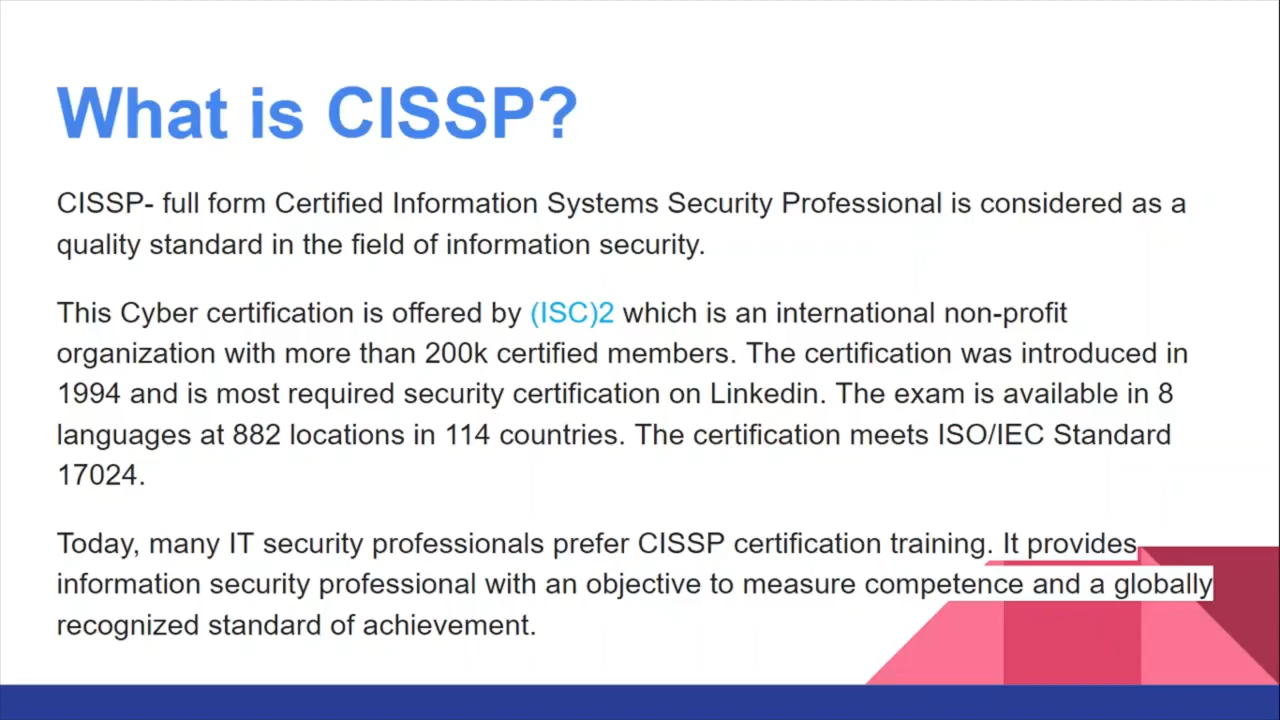 What is CISSP?
CISSP- full form Certified Information Systems Security Professional is considered as a
quality standard in the field of information security.
This Cyber certification is offered by (ISC)2 which is an international non-profit
organization with more than 200k certified members. The certification was introduced in
1994 and is most required security certification on Linkedin. The exam is available in 8
languages at 882 locations in 114 countries. The certification meets ISO/IEC Standard
17024.
Today, many IT security professionals prefer CISSP certification training. It provides
information security professional with an objective to measure competence and a globally
recognized standard of achievement.